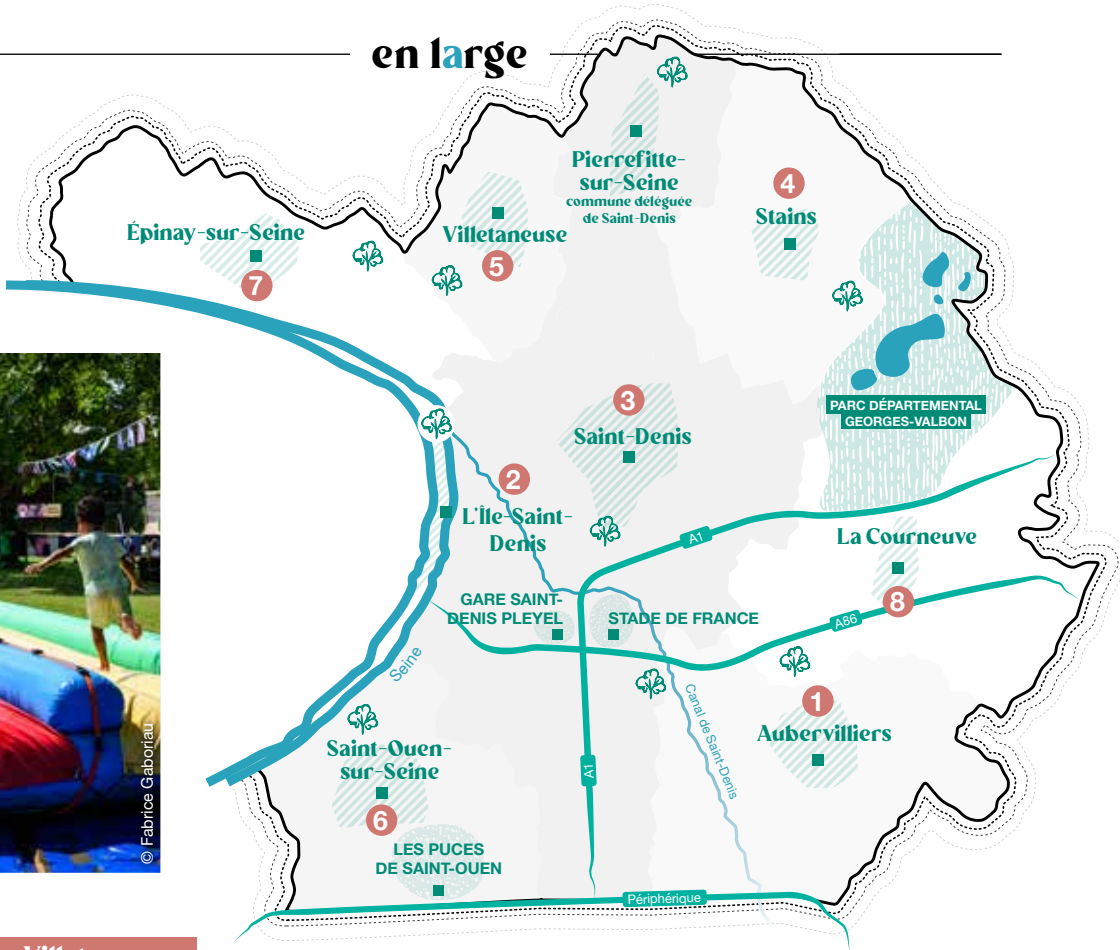 en large
Pierrefitte-
sur-Seine
commune déléguée
de Saint-Denis
4
Stains
Épinay-sur-Seine
7
Villetaneuse
5
PARC DÉPARTEMENTAL
GEORGES-VALBON
3
Saint-Denis
2
L'Île-Saint-
Denis
A1
La Courneuve
8
A86
GARE SAINT-
DENIS PLEYEL
STADE DE FRANCE
Seine
Canal de Saint-Denis
1
Aubervilliers
A1
Saint-Ouen-
sur-Seine
6
LES PUCES
DE SAINT-OUEN
Périphérique
© Fabrice Gaboriau